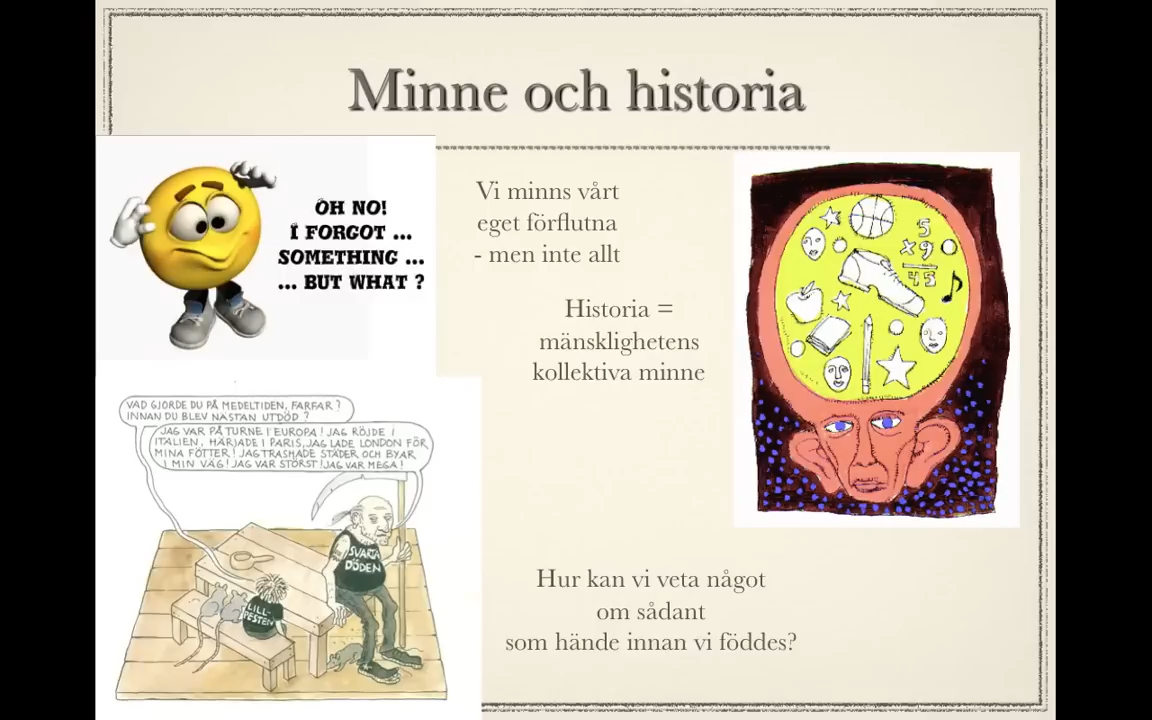 Minne och historia
OH NO!
I FORGOT ...
SOMETHING ...
... BUT WHAT ?
Vi minns vårt
eget förflutna
- men inte allt
Historia =
mänsklighetens
kollektiva minne
5
x9
45
VAD GJORDE DU PÅ MEDELTIDEN, FARFAR?
INNAN DU BLEV NÄSTAN UTDÖD?
JAG VAR PÅ TURNE I EUROPA! JAG RÖJDE I
ITALIEN, HÄRJADE I PARIS, JAG LADE LONDON FÖR
MINA FÖTTER! JAG TRASHADE STÄDER OCH BYAR
I MIN VÄG! JAG VAR STÖRST! JAG VAR MEGA!
SVARTA
DÖDEN
LILL-
PESTEN
Hur kan vi veta något
om sådant
som hände innan vi föddes?